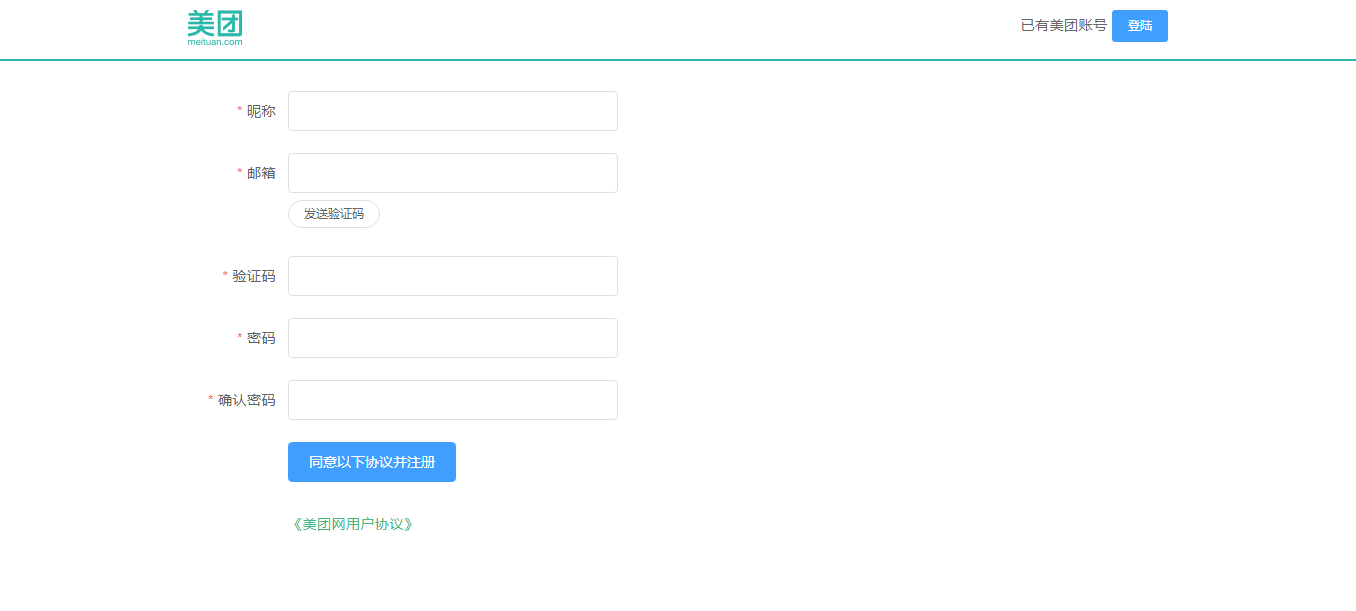 美团
meituan.com
已有美团账号 登陆
* 昵称
* 邮箱
发送验证码
* 验证码
* 密码
* 确认密码
同意以下协议并注册
《美团网用户协议》